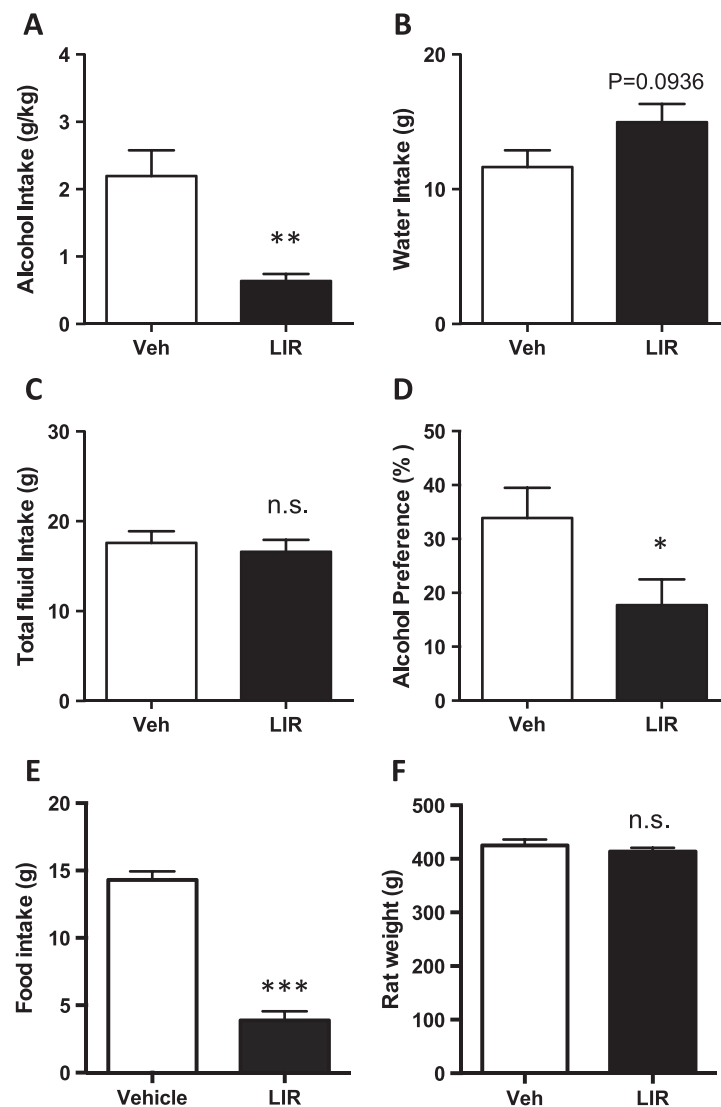 A
Alcohol Intake (g/kg)
4
3
2
1
0
**
Veh LIR
B
Water Intake (g)
20
10
0
P=0.0936
Veh LIR
C
Total fluid Intake (g)
30
20
10
0
n.s.
Veh LIR
D
Alcohol Preference (%)
50
40
30
20
10
0
*
Veh LIR
E
Food intake (g)
20
15
10
5
0
***
Vehicle LIR
F
Rat weight (g)
500
400
300
200
100
0
n.s.
Veh LIR